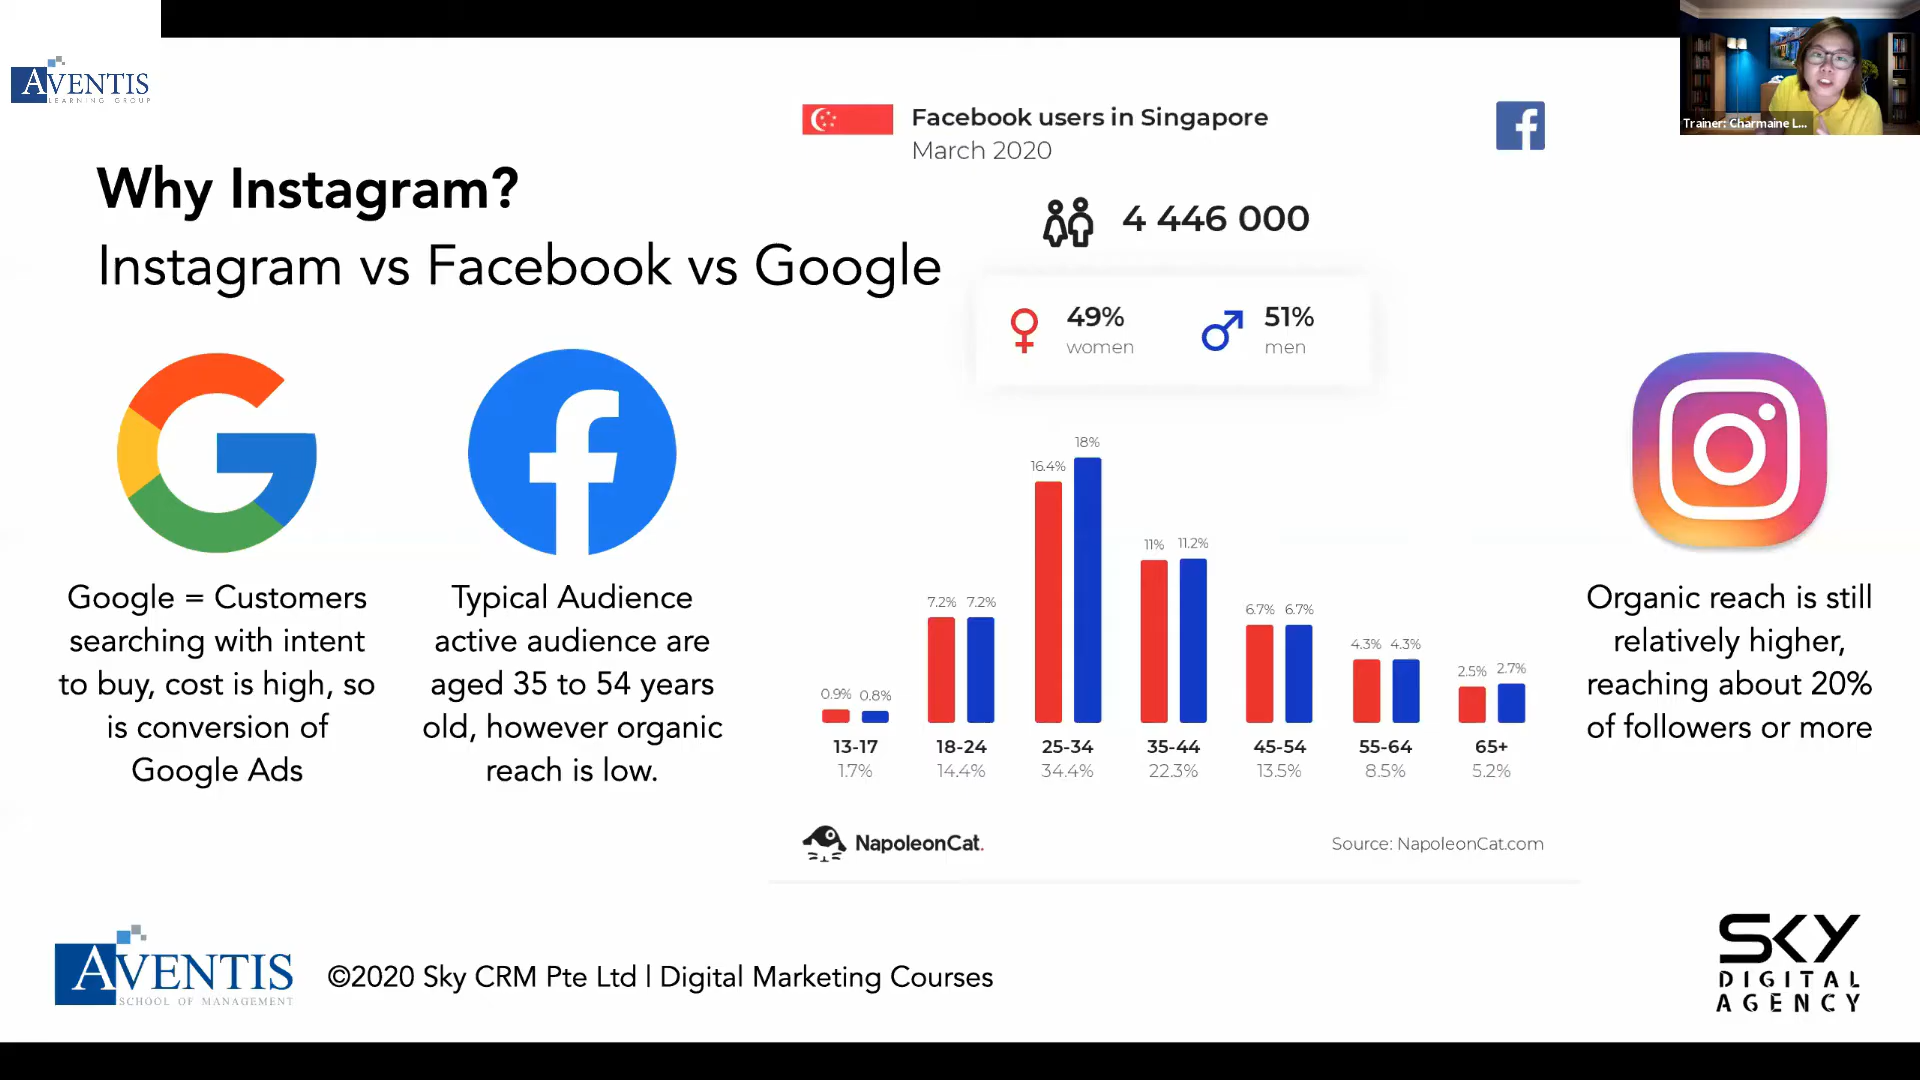 AVENTIS
LEARNING GROUP
Trainer: Charmaine L...
Why Instagram?
Instagram vs Facebook vs Google
Facebook users in Singapore
March 2020
4 446 000
49%
women
51%
men
Google = Customers
searching with intent
to buy, cost is high, so
is conversion of
Google Ads
Typical Audience
active audience are
aged 35 to 54 years
old, however organic
reach is low.
0.9% 0.8%
7.2% 7.2%
16.4% 18%
11% 11.2%
6.7% 6.7%
4.3% 4.3%
2.5% 2.7%
13-17 18-24 25-34 35-44 45-54 55-64 65+
1.7% 14.4% 34.4% 22.3% 13.5% 8.5% 5.2%
NapoleonCat.
Source: NapoleonCat.com
Organic reach is still
relatively higher,
reaching about 20%
of followers or more
AVENTIS
SCHOOL OF MANAGEMENT
©2020 Sky CRM Pte Ltd | Digital Marketing Courses
SKY
DIGITAL
AGENCY